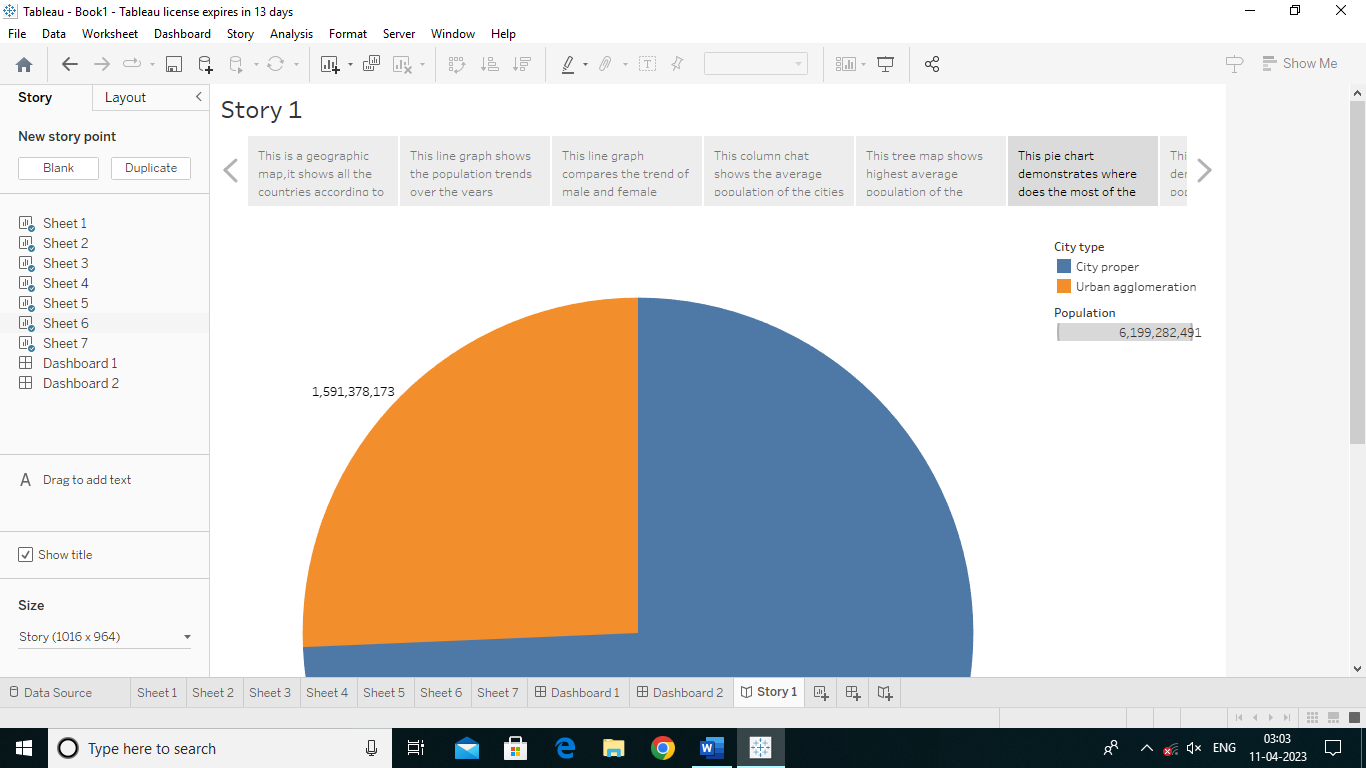 Tableau - Book1 - Tableau license expires in 13 days
File Data Worksheet Dashboard Story Analysis Format Server Window Help
Show Me
Story Layout
New story point
Blank Duplicate
Sheet 1
Sheet 2
Sheet 3
Sheet 4
Sheet 5
Sheet 6
Sheet 7
Dashboard 1
Dashboard 2
A Drag to add text
Show title
Size
Story (1016 x 964)
Story 1
This is a geographic
map,it shows all the
countries according to
This line graph shows
the population trends
over the years
This line graph
compares the trend of
male and female
This column chat
shows the average
population of the cities
This tree map shows
highest average
population of the
This pie chart
demonstrates where
does the most of the
City type
City proper
Urban agglomeration
Population
6,199,282,491
1,591,378,173
Data Source Sheet 1 Sheet 2 Sheet 3 Sheet 4 Sheet 5 Sheet 6 Sheet 7 Dashboard 1 Dashboard 2 Story 1
Type here to search
ENG
03:03
11-04-2023